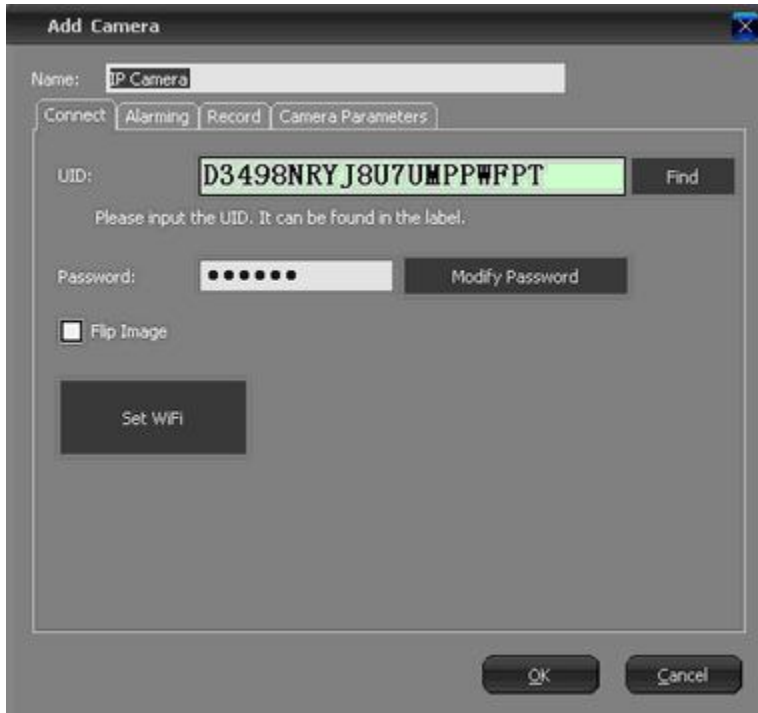 Add Camera
Name: IP Camera
Connect Alarming Record Camera Parameters
UID: D3498NRYJ8U7UMPPWFPT Find
Please input the UID. It can be found in the label.
Password: ●●●●●● Modify Password
Flip Image
Set WiFi
OK Cancel